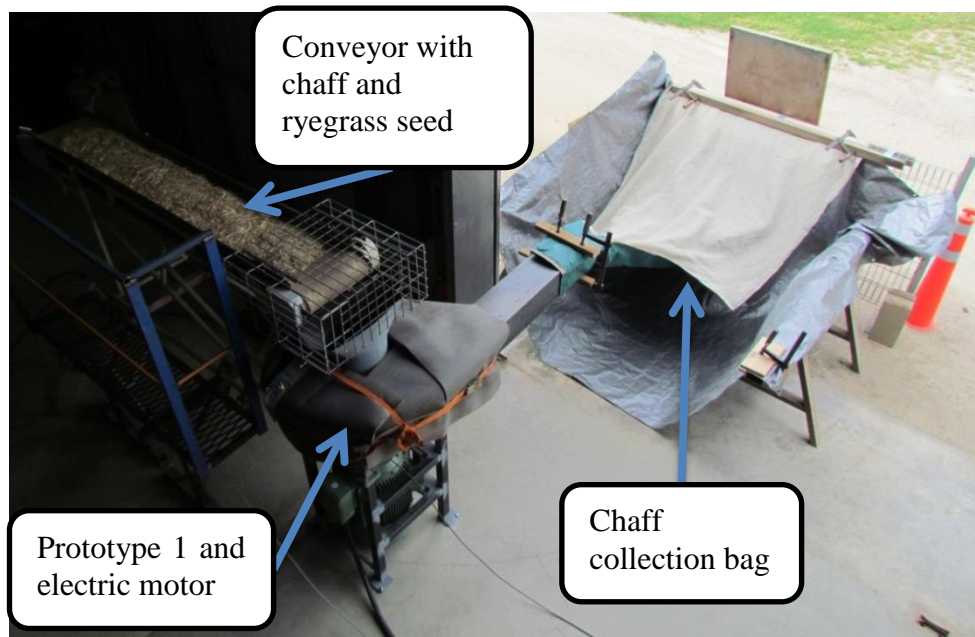 Conveyor with
chaff and
ryegrass seed
Prototype 1 and
electric motor
Chaff
collection bag